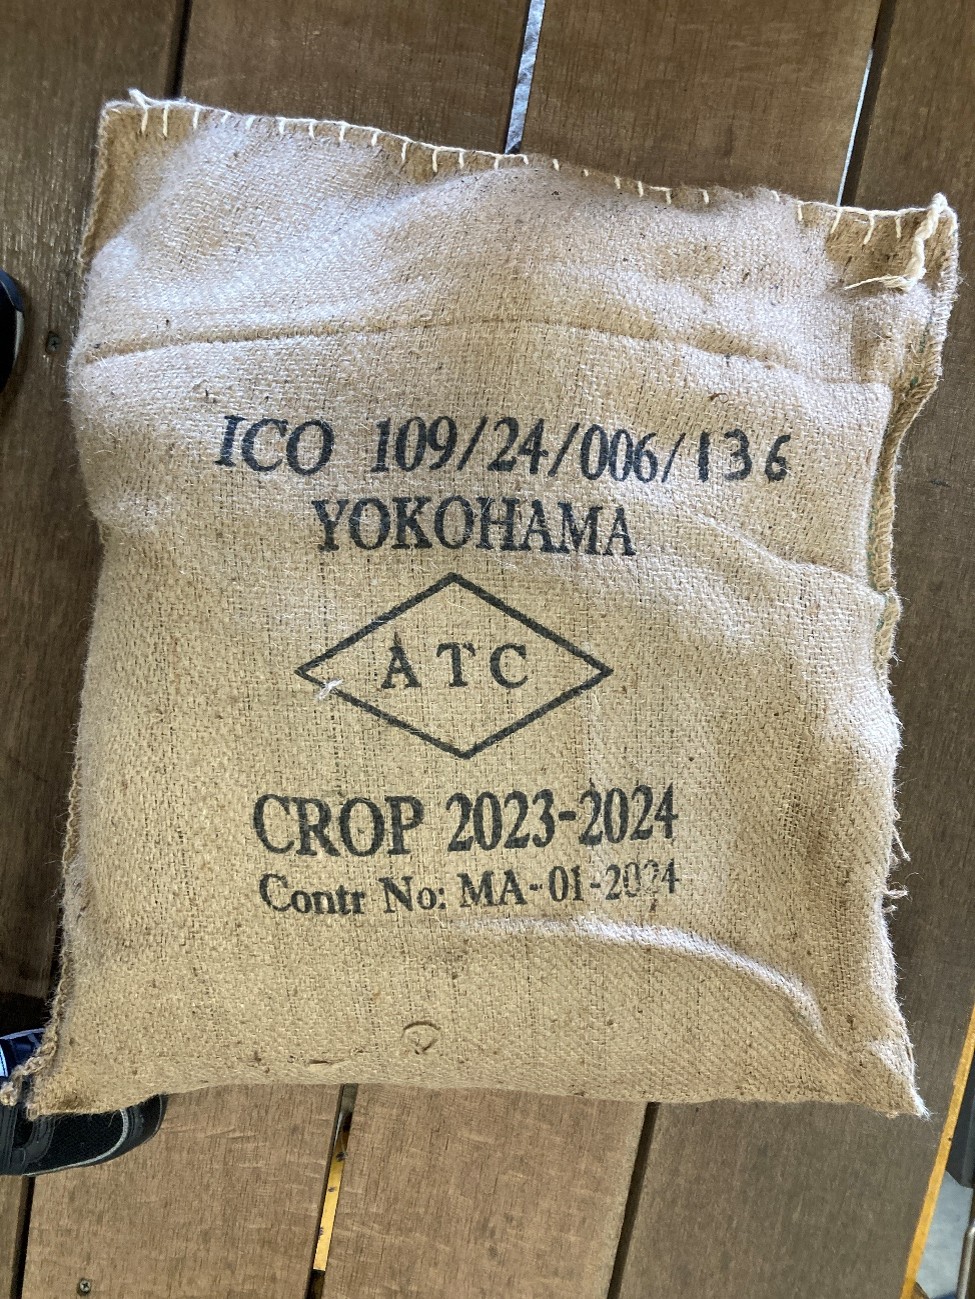 ICO 109/24/006/136
YOKOHAMA
ATC
CROP 2023-2024
Contr No: MA-01-2024